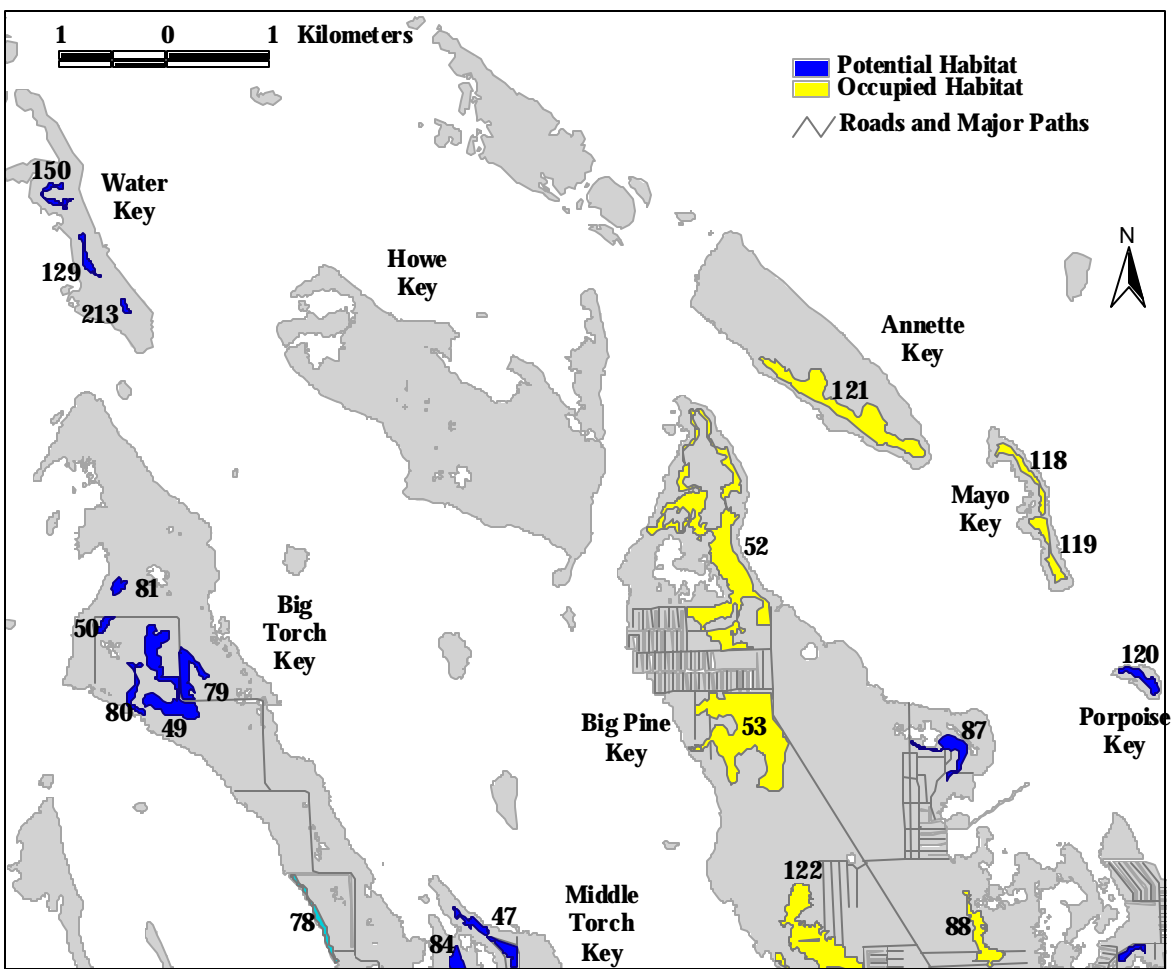 1 0 1 Kilometers
Potential Habitat
Occupied Habitat
Roads and Major Paths
150
Water
Key
129
213
Howe
Key
N
Annette
Key
121
118
Mayo
Key
119
52
81
50
Big
Torch
Key
79
80
49
120
Porpoise
Key
Big Pine
Key
53
87
122
78
47
84
Middle
Torch
Key
88